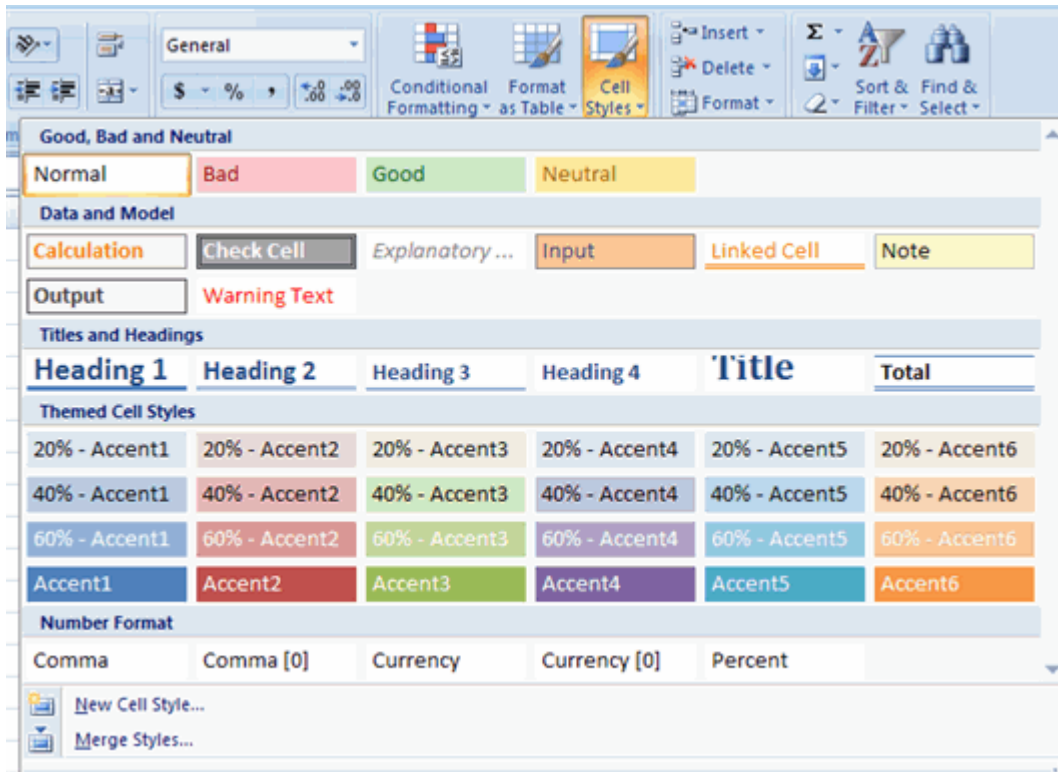 General
Insert
Σ
Delete
$ % ,
.00
.00
Conditional Formatting
Format as Table
Cell Styles
Format
Sort & Filter
Find & Select
Good, Bad and Neutral
Normal Bad Good Neutral
Data and Model
Calculation Check Cell Explanatory ... Input Linked Cell Note
Output Warning Text
Titles and Headings
Heading 1 Heading 2 Heading 3 Heading 4 Title Total
Themed Cell Styles
20% - Accent1 20% - Accent2 20% - Accent3 20% - Accent4 20% - Accent5 20% - Accent6
40% - Accent1 40% - Accent2 40% - Accent3 40% - Accent4 40% - Accent5 40% - Accent6
60% - Accent1 60% - Accent2 60% - Accent3 60% - Accent4 60% - Accent5 60% - Accent6
Accent1 Accent2 Accent3 Accent4 Accent5 Accent6
Number Format
Comma Comma [0] Currency Currency [0] Percent
New Cell Style...
Merge Styles...